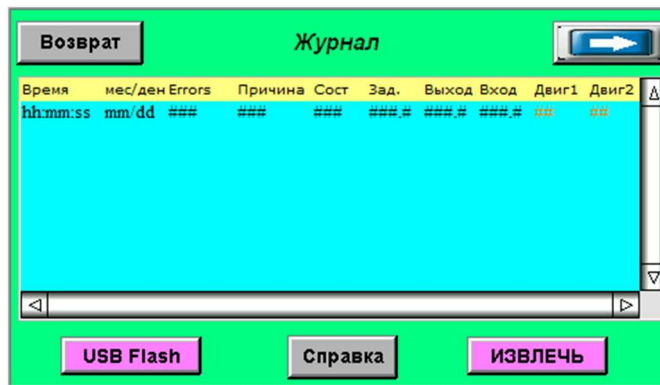 Возврат Журнал
Время мес/ден Errors Причина Сост Зад. Выход Вход Двиг1 Двиг2
hh:mm:ss mm/dd ### ### ### ###.# ###.# ###.# ## ##
USB Flash Справка ИЗВЛЕЧЬ